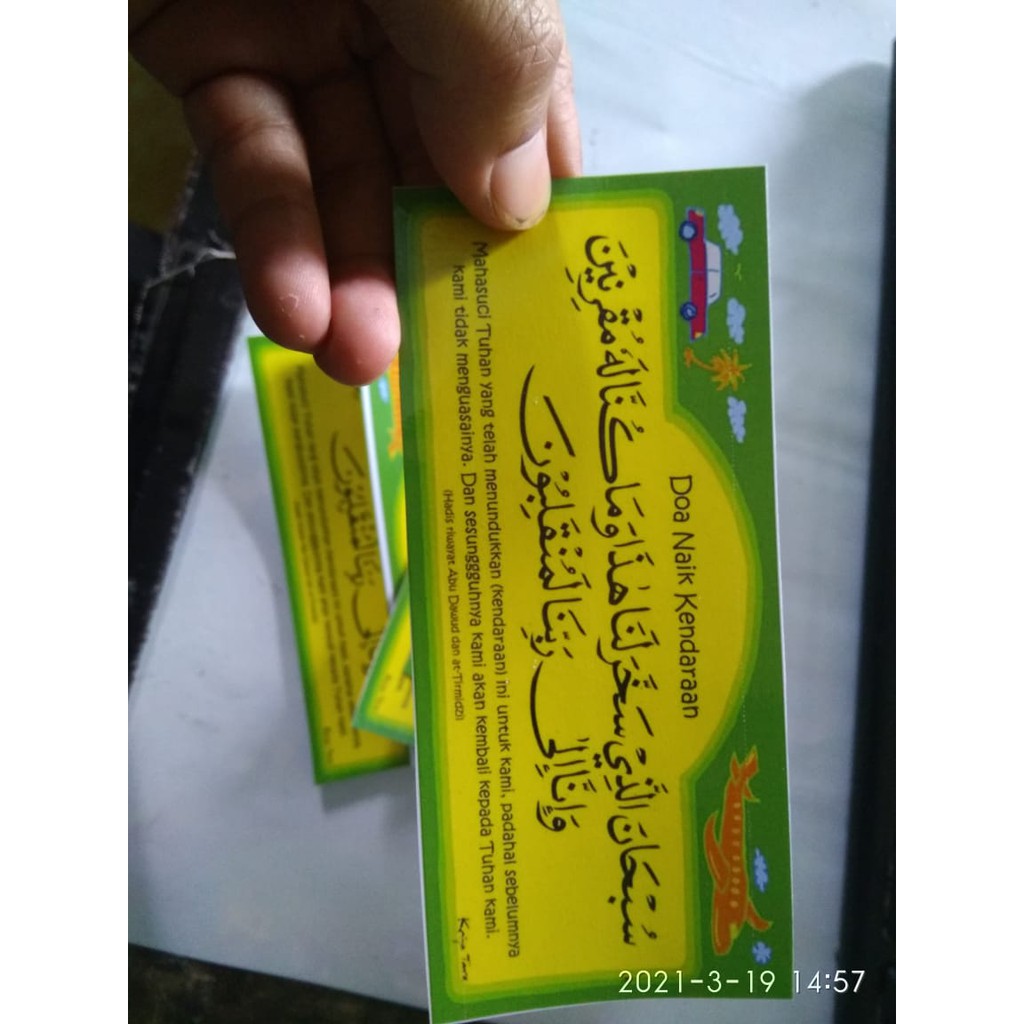 Doa Naik Kendaraan
سُبْحَانَ الَّذِيْ سَخَّرَ لَنَا هٰذَا وَمَا كُنَّا لَهُ مُقْرِنِيْنَ
وَإِنَّا إِلٰى رَبِّنَا لَمُنْقَلِبُوْنَ
Mahasuci Tuhan yang telah menundukkan (kendaraan) ini untuk kami, padahal sebelumnya
kami tidak menguasainya. Dan sesungguhnya kami akan kembali kepada Tuhan kami.
(Hadis riwayat Abu Dawud dan at-Tirmidzi)
2021-3-19 14:57